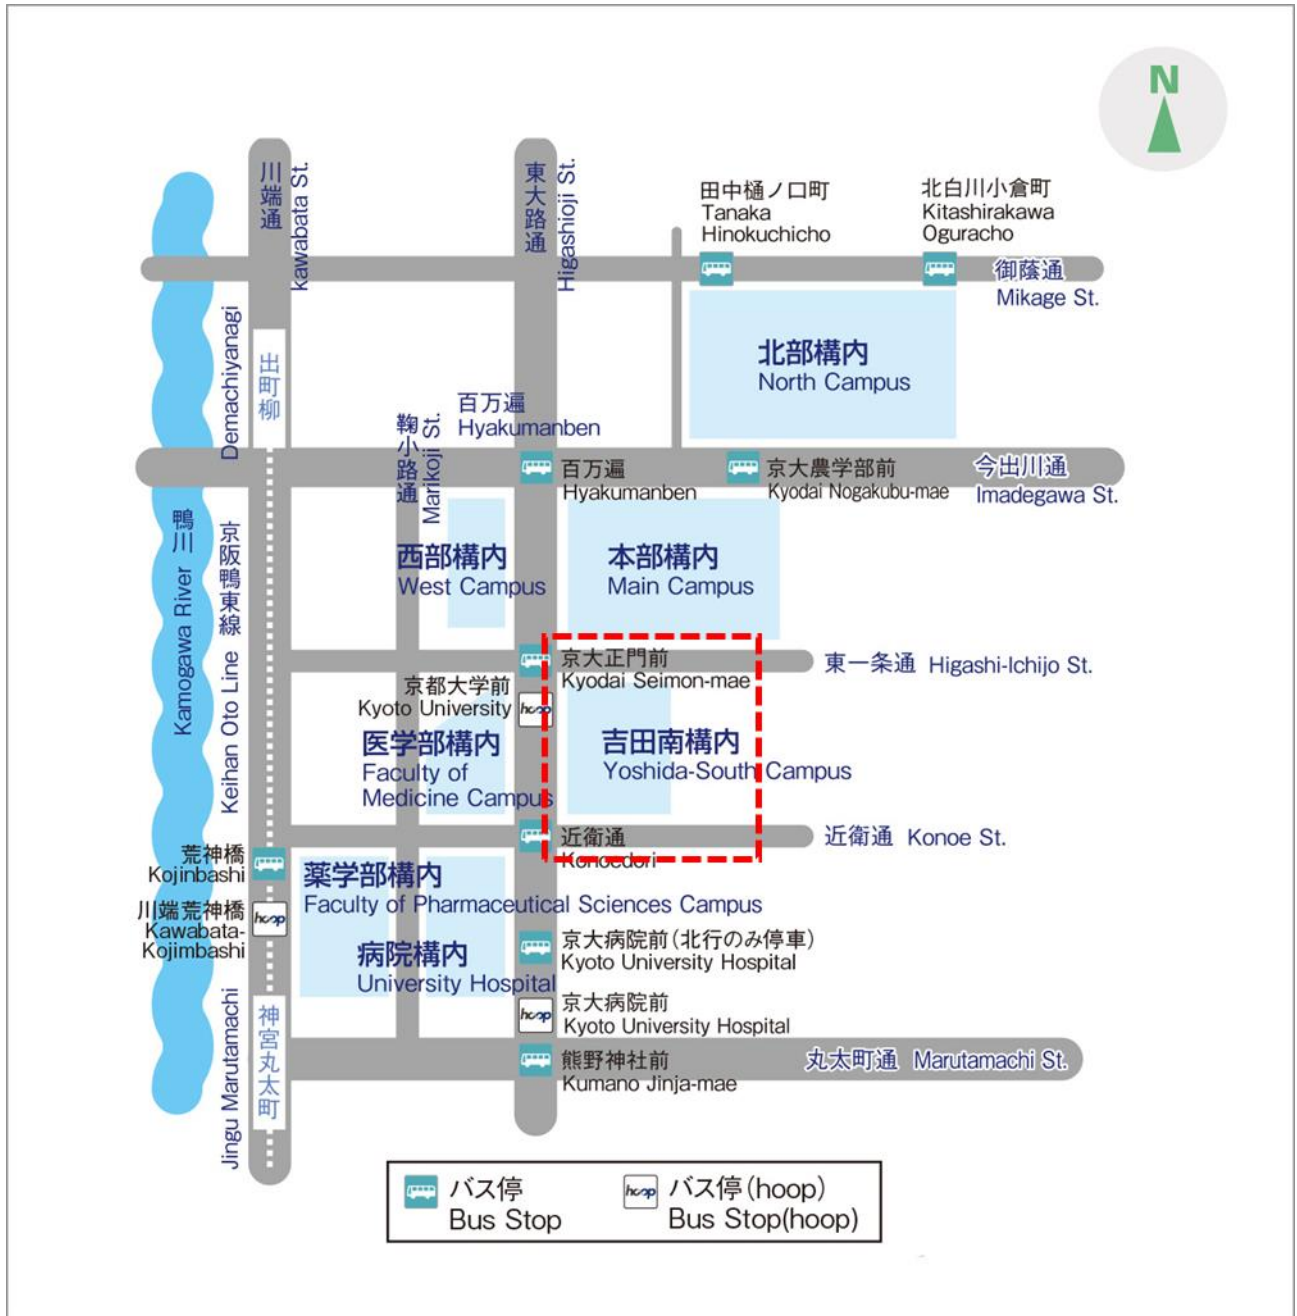 N
川端通
kawabata St.
東大路通
Higashioji St.
田中樋ノ口町
Tanaka
Hinokuchicho
北白川小倉町
Kitashirakawa
Oguracho
御蔭通
Mikage St.
出町柳
Demachiyanagi
北部構内
North Campus
百万遍
Hyakumanben
鞠小路通
Marikoji St.
百万遍
Hyakumanben
京大農学部前
Kyodai Nogakubu-mae
今出川通
Imadegawa St.
鴨川
Kamogawa River
京阪鴨東線
Keihan Oto Line
西部構内
West Campus
本部構内
Main Campus
京大正門前
Kyodai Seimon-mae
東一条通 Higashi-Ichijo St.
京都大学前
Kyoto University
hoop
医学部構内
Faculty of
Medicine Campus
吉田南構内
Yoshida-South Campus
近衛通
Konoedori
近衛通 Konoe St.
荒神橋
Kojinbashi
薬学部構内
Faculty of Pharmaceutical Sciences Campus
川端荒神橋
Kawabata-
Kojimbashi
hoop
病院構内
University Hospital
京大病院前(北行のみ停車)
Kyoto University Hospital
hoop
京大病院前
Kyoto University Hospital
神宮丸太町
Jingu Marutamachi
熊野神社前
Kumano Jinja-mae
丸太町通 Marutamachi St.
バス停
Bus Stop
hoop
バス停(hoop)
Bus Stop(hoop)